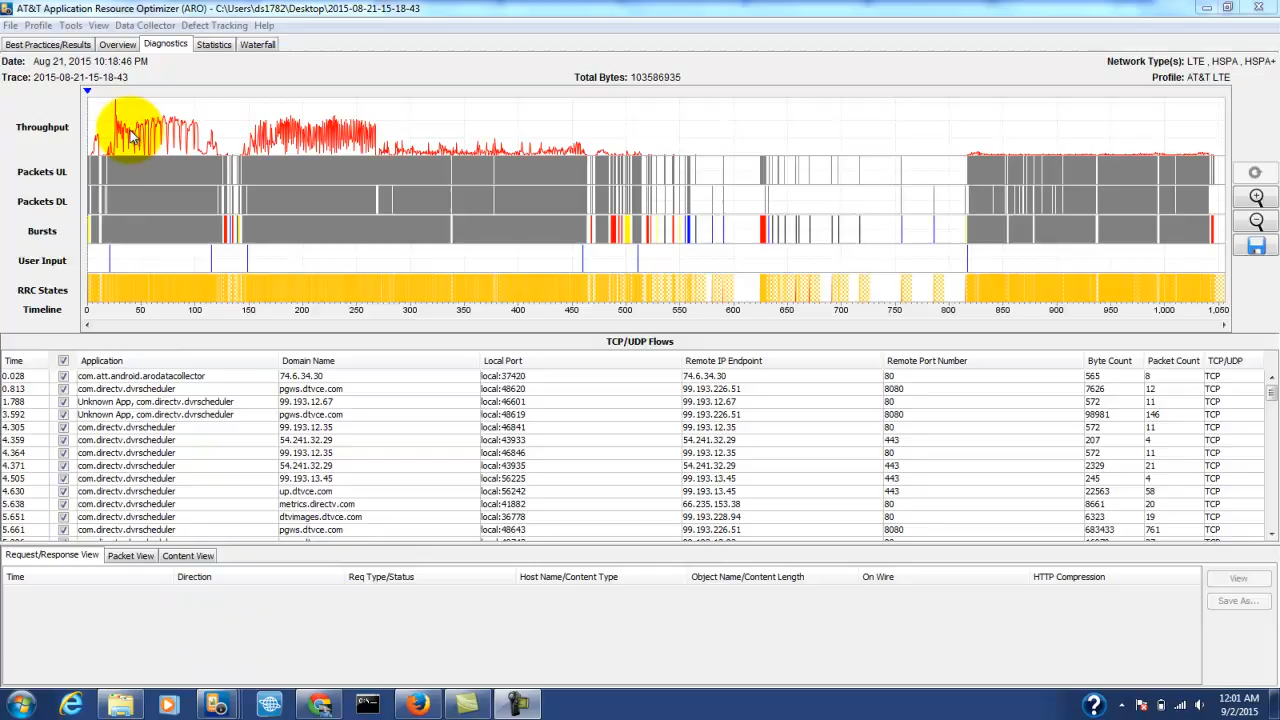 AT&T Application Resource Optimizer (ARO) - C:\Users\ds1782\Desktop\2015-08-21-15-18-43
File Profile Tools View Data Collector Defect Tracking Help
Best Practices/Results Overview Diagnostics Statistics Waterfall
Date: Aug 21, 2015 10:18:46 PM Network Type(s): LTE , HSPA , HSPA+
Trace: 2015-08-21-15-18-43 Total Bytes: 103586935 Profile: AT&T LTE
Throughput
Packets UL
Packets DL
Bursts
User Input
RRC States
Timeline 0 50 100 150 200 250 300 350 400 450 500 550 600 650 700 750 800 850 900 950 1,000 1,050
TCP/UDP Flows
Time Application Domain Name Local Port Remote IP Endpoint Remote Port Number Byte Count Packet Count TCP/UDP
0.028 com.att.android.arodatacollector 74.6.34.30 local:37420 74.6.34.30 80 565 8 TCP
0.813 com.directv.dvrscheduler pgws.dtvce.com local:48620 99.193.226.51 8080 7626 12 TCP
1.788 Unknown App, com.directv.dvrscheduler 99.193.12.67 local:46601 99.193.12.67 80 572 11 TCP
3.592 Unknown App, com.directv.dvrscheduler pgws.dtvce.com local:48619 99.193.226.51 8080 98981 146 TCP
4.305 com.directv.dvrscheduler 99.193.12.35 local:46841 99.193.12.35 80 572 11 TCP
4.359 com.directv.dvrscheduler 54.241.32.29 local:43933 54.241.32.29 443 207 4 TCP
4.364 com.directv.dvrscheduler 99.193.12.35 local:46846 99.193.12.35 80 572 11 TCP
4.371 com.directv.dvrscheduler 54.241.32.29 local:43935 54.241.32.29 443 2329 21 TCP
4.505 com.directv.dvrscheduler 99.193.13.45 local:56225 99.193.13.45 443 245 4 TCP
4.630 com.directv.dvrscheduler up.dtvce.com local:56242 99.193.13.45 443 22563 58 TCP
5.638 com.directv.dvrscheduler metrics.directv.com local:41882 66.235.153.38 80 8661 20 TCP
5.651 com.directv.dvrscheduler dtvimages.dtvce.com local:36778 99.193.228.94 80 6323 19 TCP
5.661 com.directv.dvrscheduler pgws.dtvce.com local:48643 99.193.226.51 8080 683433 761 TCP
Request/Response View Packet View Content View
Time Direction Req Type/Status Host Name/Content Type Object Name/Content Length On Wire HTTP Compression
View
Save As...
12:01 AM
9/2/2015